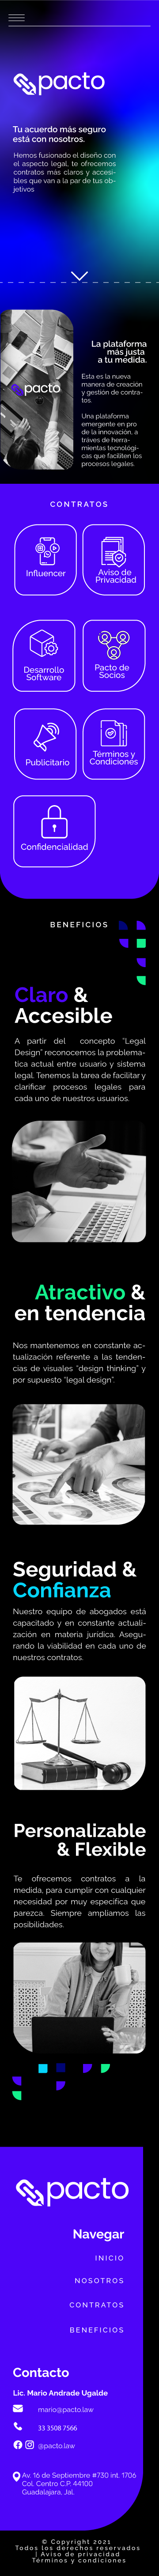 pacto
Tu acuerdo más seguro
está con nosotros.
Hemos fusionado el diseño con
el aspecto legal, te ofrecemos
contratos más claros y accesi-
bles que van a la par de tus ob-
jetivos
pacto
La plataforma
más justa
a tu medida.
Esta es la nueva
manera de creación
y gestión de contra-
tos.
Una plataforma
emergente en pro
de la innovación, a
tráves de herra-
mientas tecnológi-
cas que faciliten los
procesos legales.
CONTRATOS
Influencer
Aviso de
Privacidad
Desarrollo
Software
Pacto de
Socios
Publicitario
Términos y
Condiciones
Confidencialidad
BENEFICIOS
Claro &
Accesible
A partir del concepto "Legal
Design" reconocemos la problema-
tica actual entre usuario y sistema
legal. Tenemos la tarea de facilitar y
clarificar procesos legales para
cada uno de nuestros usuarios.
Atractivo &
en tendencia
Nos mantenemos en constante ac-
tualización referente a las tenden-
cias de visuales "design thinking" y
por supuesto "legal design".
Seguridad &
Confianza
Nuestro equipo de abogados está
capacitado y en constante actuali-
zación en materia jurídica. Asegu-
rando la viabilidad en cada uno de
nuestros contratos.
Personalizable
& Flexible
Te ofrecemos contratos a la
medida, para cumplir con cualquier
necesidad por muy especifica que
parezca. Siempre ampliamos las
posibilidades.
pacto
Navegar
INICIO
NOSOTROS
CONTRATOS
BENEFICIOS
Contacto
Lic. Mario Andrade Ugalde
mario@pacto.law
33 3508 7566
@pacto.law
Av. 16 de Septiembre #730 int. 1706
Col. Centro C.P. 44100
Guadalajara, Jal.
© Copyright 2021
Todos los derechos reservados
| Aviso de privacidad
Términos y condiciones